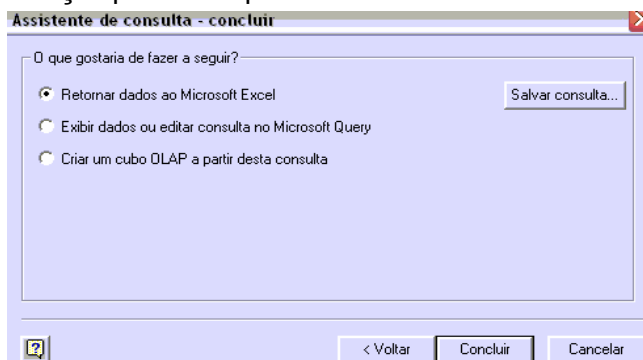 Assistente de consulta - concluir
O que gostaria de fazer a seguir?
Retornar dados ao Microsoft Excel
Salvar consulta...
Exibir dados ou editar consulta no Microsoft Query
Criar um cubo OLAP a partir desta consulta
< Voltar
Concluir
Cancelar